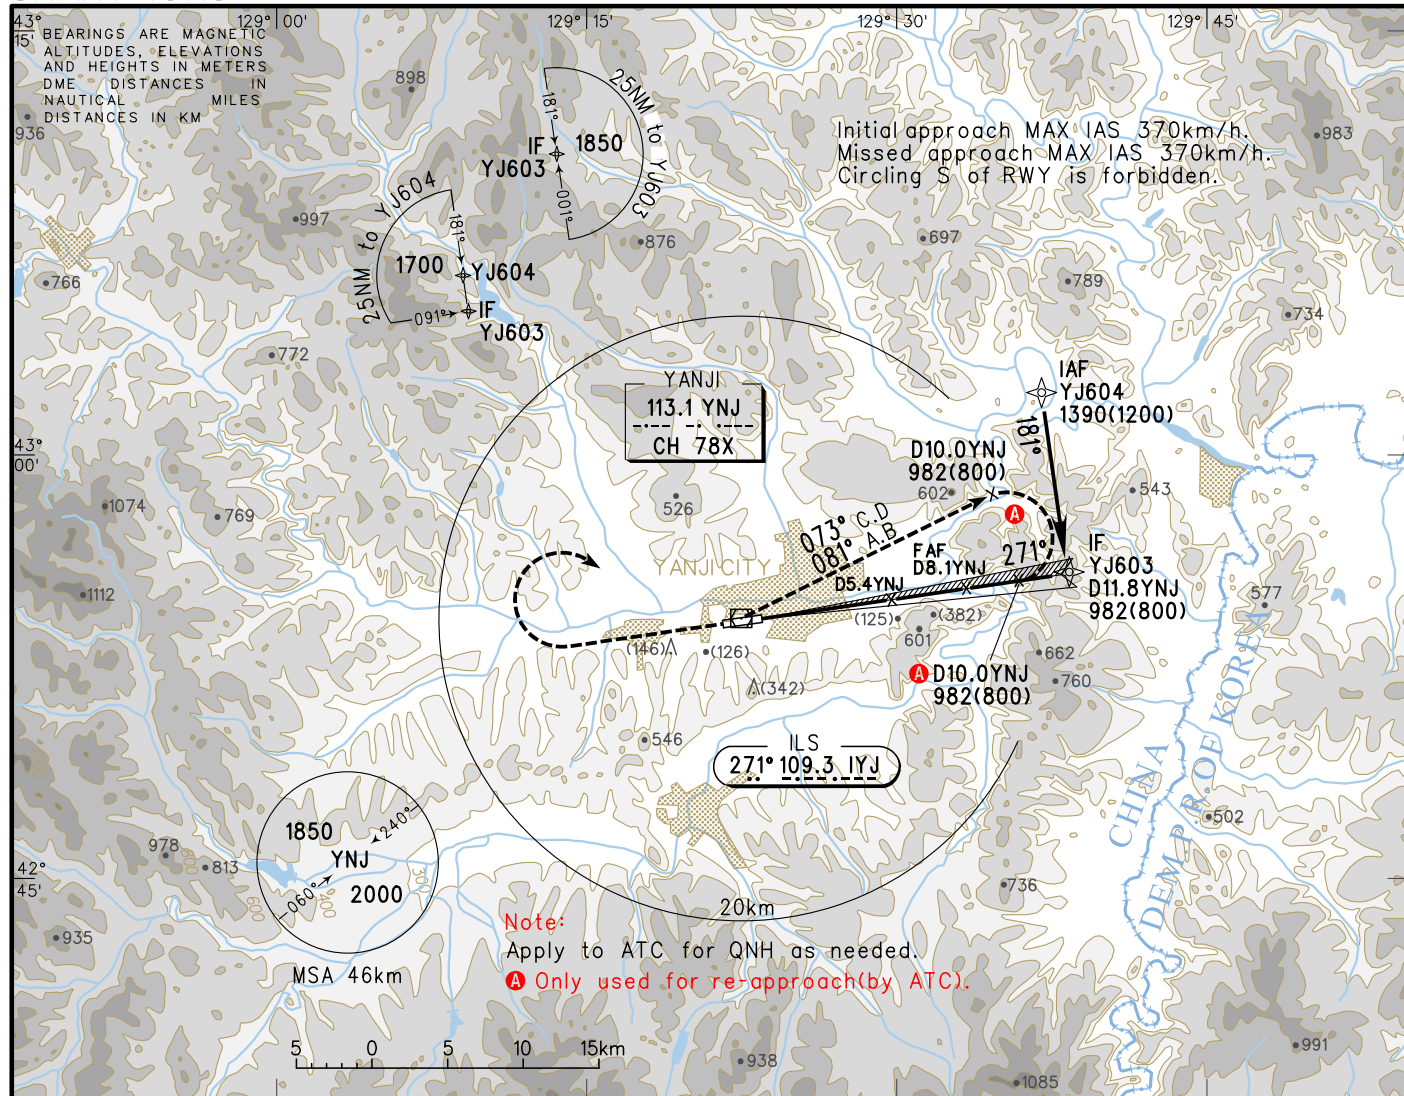 43°
15'
129° 00'
129° 15'
129° 30'
129° 45'
BEARINGS ARE MAGNETIC
ALTITUDES, ELEVATIONS
AND HEIGHTS IN METERS
DME DISTANCES IN
NAUTICAL MILES
DISTANCES IN KM
936
898
181°
25NM to YJ603
IF
YJ603
1850
001°
Initial approach MAX IAS 370km/h.
Missed approach MAX IAS 370km/h.
Circling S of RWY is forbidden.
983
997
25NM to YJ604
181°
1700
YJ604
091°
IF
YJ603
876
697
766
789
734
772
YANJI
113.1 YNJ
CH 78X
IAF
YJ604
1390(1200)
181°
43°
00'
D10.0YNJ
982(800)
602
543
1074
769
526
A
073° C.D
081° A.B
YANJI CITY
FAF
D8.1YNJ
D5.4YNJ
271°
IF
YJ603
D11.8YNJ
982(800)
1112
577
(125)
(382)
601
(146)
(126)
662
(342)
A
D10.0YNJ
982(800)
760
546
ILS
271° 109.3 IYJ
CHINA
DEM P R OF KOREA
502
1850
240°
YNJ
060°
2000
MSA 46km
978
813
600
400
300
42°
45'
736
20km
935
Note:
Apply to ATC for QNH as needed.
A Only used for re-approach(by ATC).
5 0 5 10 15km
938
991
1085